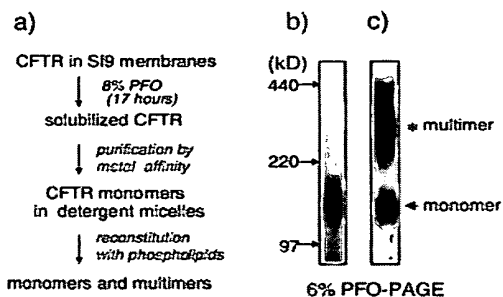 a)
CFTR in Sf9 membranes
8% PFO
(17 hours)
solubilized CFTR
purification by
metal affinity
CFTR monomers
in detergent micelles
reconstitution
with phospholipids
monomers and multimers
b) c)
(kD)
440
multimer
220
monomer
97
6% PFO-PAGE